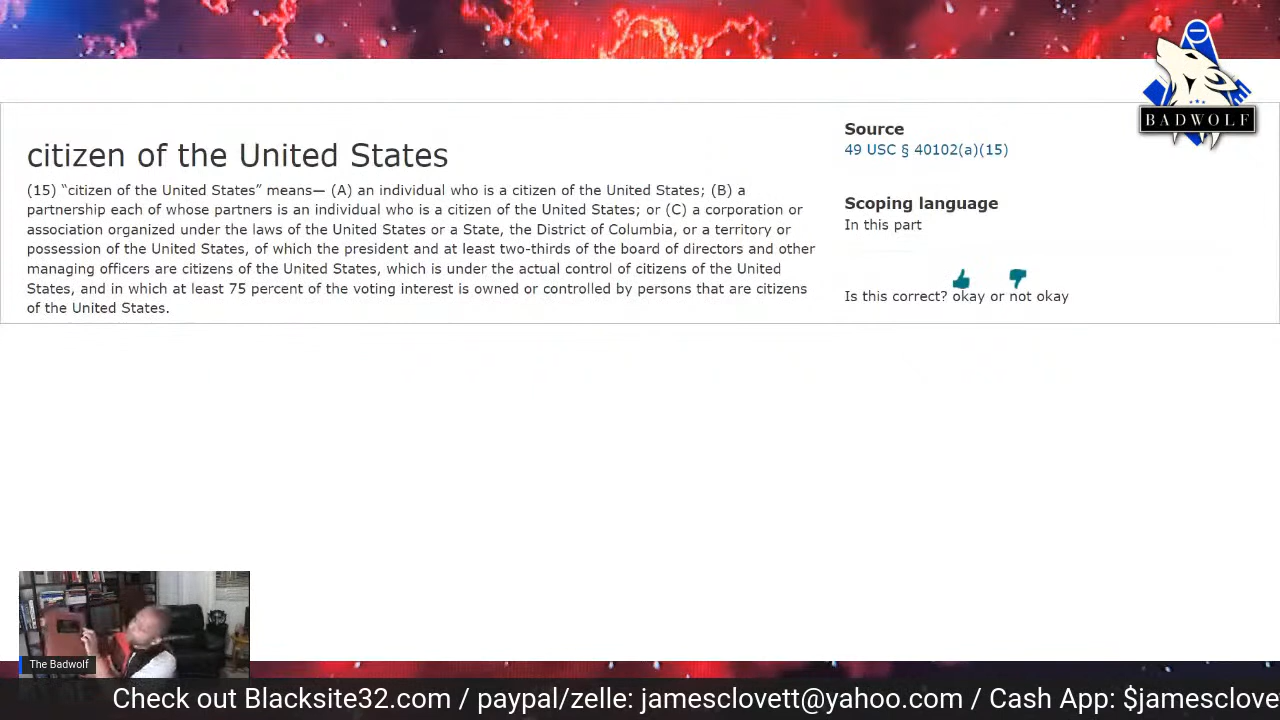 BADWOLF
citizen of the United States
(15) “citizen of the United States” means— (A) an individual who is a citizen of the United States; (B) a
partnership each of whose partners is an individual who is a citizen of the United States; or (C) a corporation or
association organized under the laws of the United States or a State, the District of Columbia, or a territory or
possession of the United States, of which the president and at least two-thirds of the board of directors and other
managing officers are citizens of the United States, which is under the actual control of citizens of the United
States, and in which at least 75 percent of the voting interest is owned or controlled by persons that are citizens
of the United States.
Source
49 USC § 40102(a)(15)
Scoping language
In this part
Is this correct? okay or not okay
The Badwolf
Check out Blacksite32.com / paypal/zelle: jamesclovett@yahoo.com / Cash App: $jamesclove